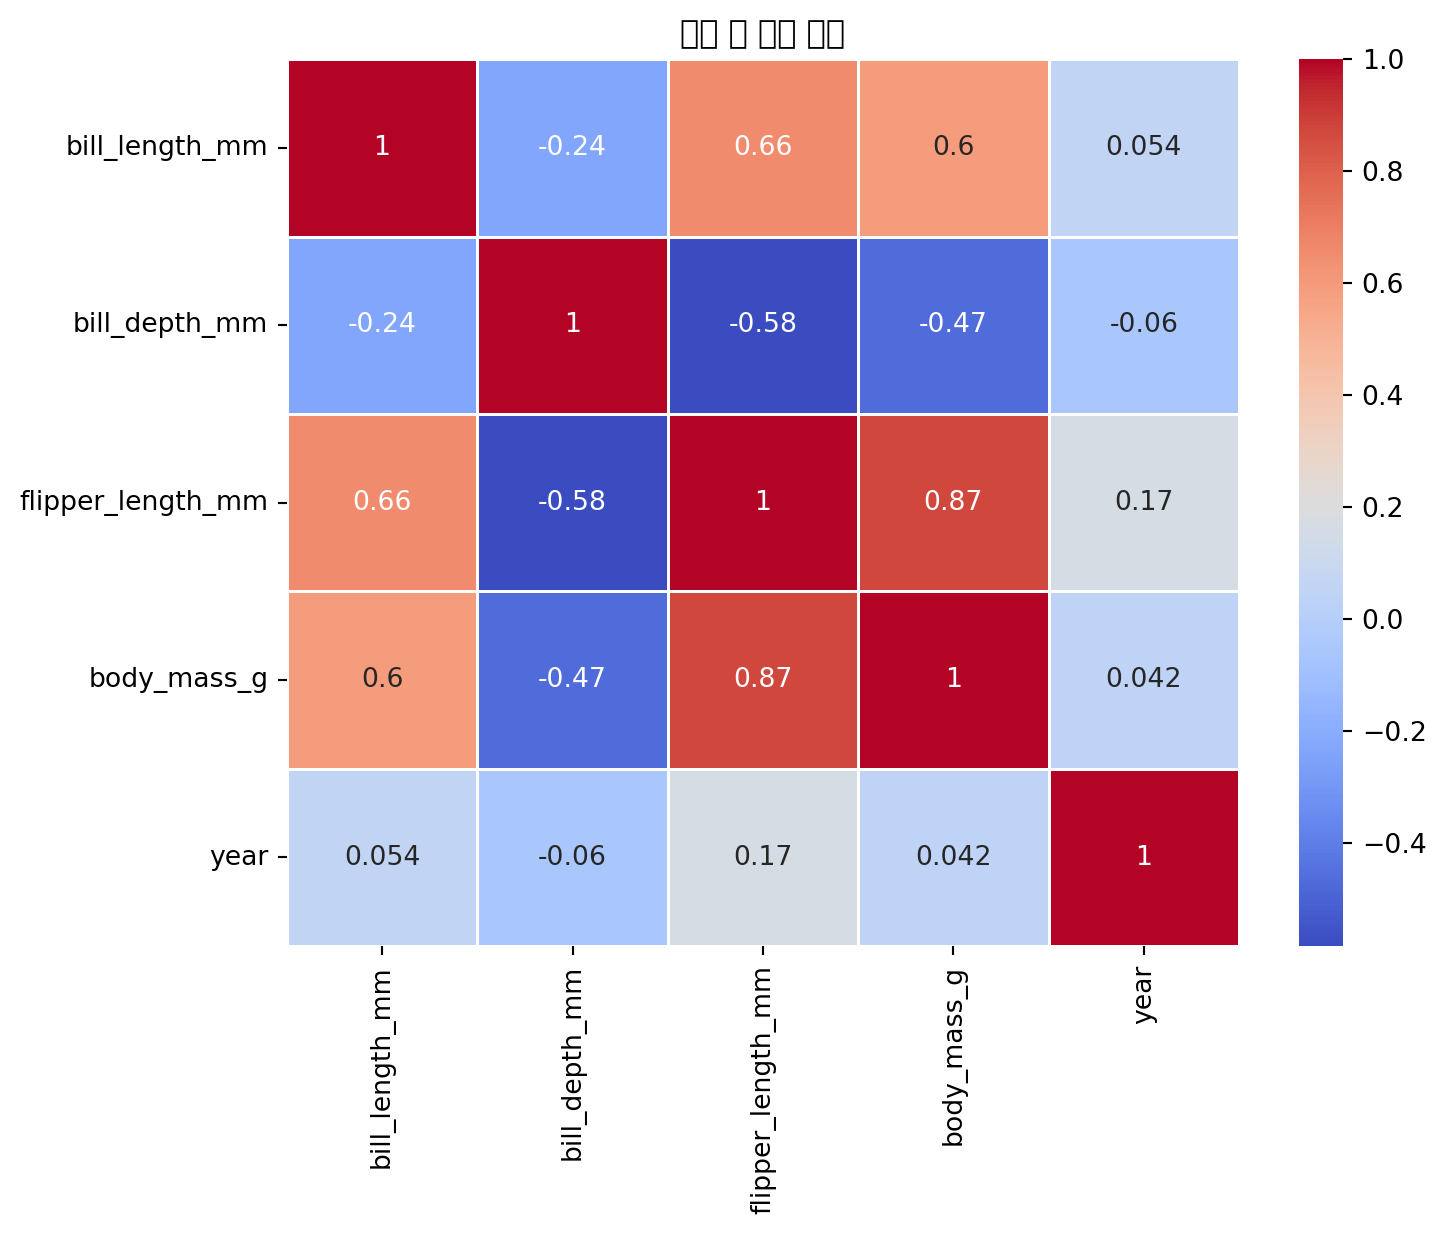 bill_length_mm 1 -0.24 0.66 0.6 0.054
bill_depth_mm -0.24 1 -0.58 -0.47 -0.06
flipper_length_mm 0.66 -0.58 1 0.87 0.17
body_mass_g 0.6 -0.47 0.87 1 0.042
year 0.054 -0.06 0.17 0.042 1
bill_length_mm
bill_depth_mm
flipper_length_mm
body_mass_g
year
1.0
0.8
0.6
0.4
0.2
0.0
−0.2
−0.4